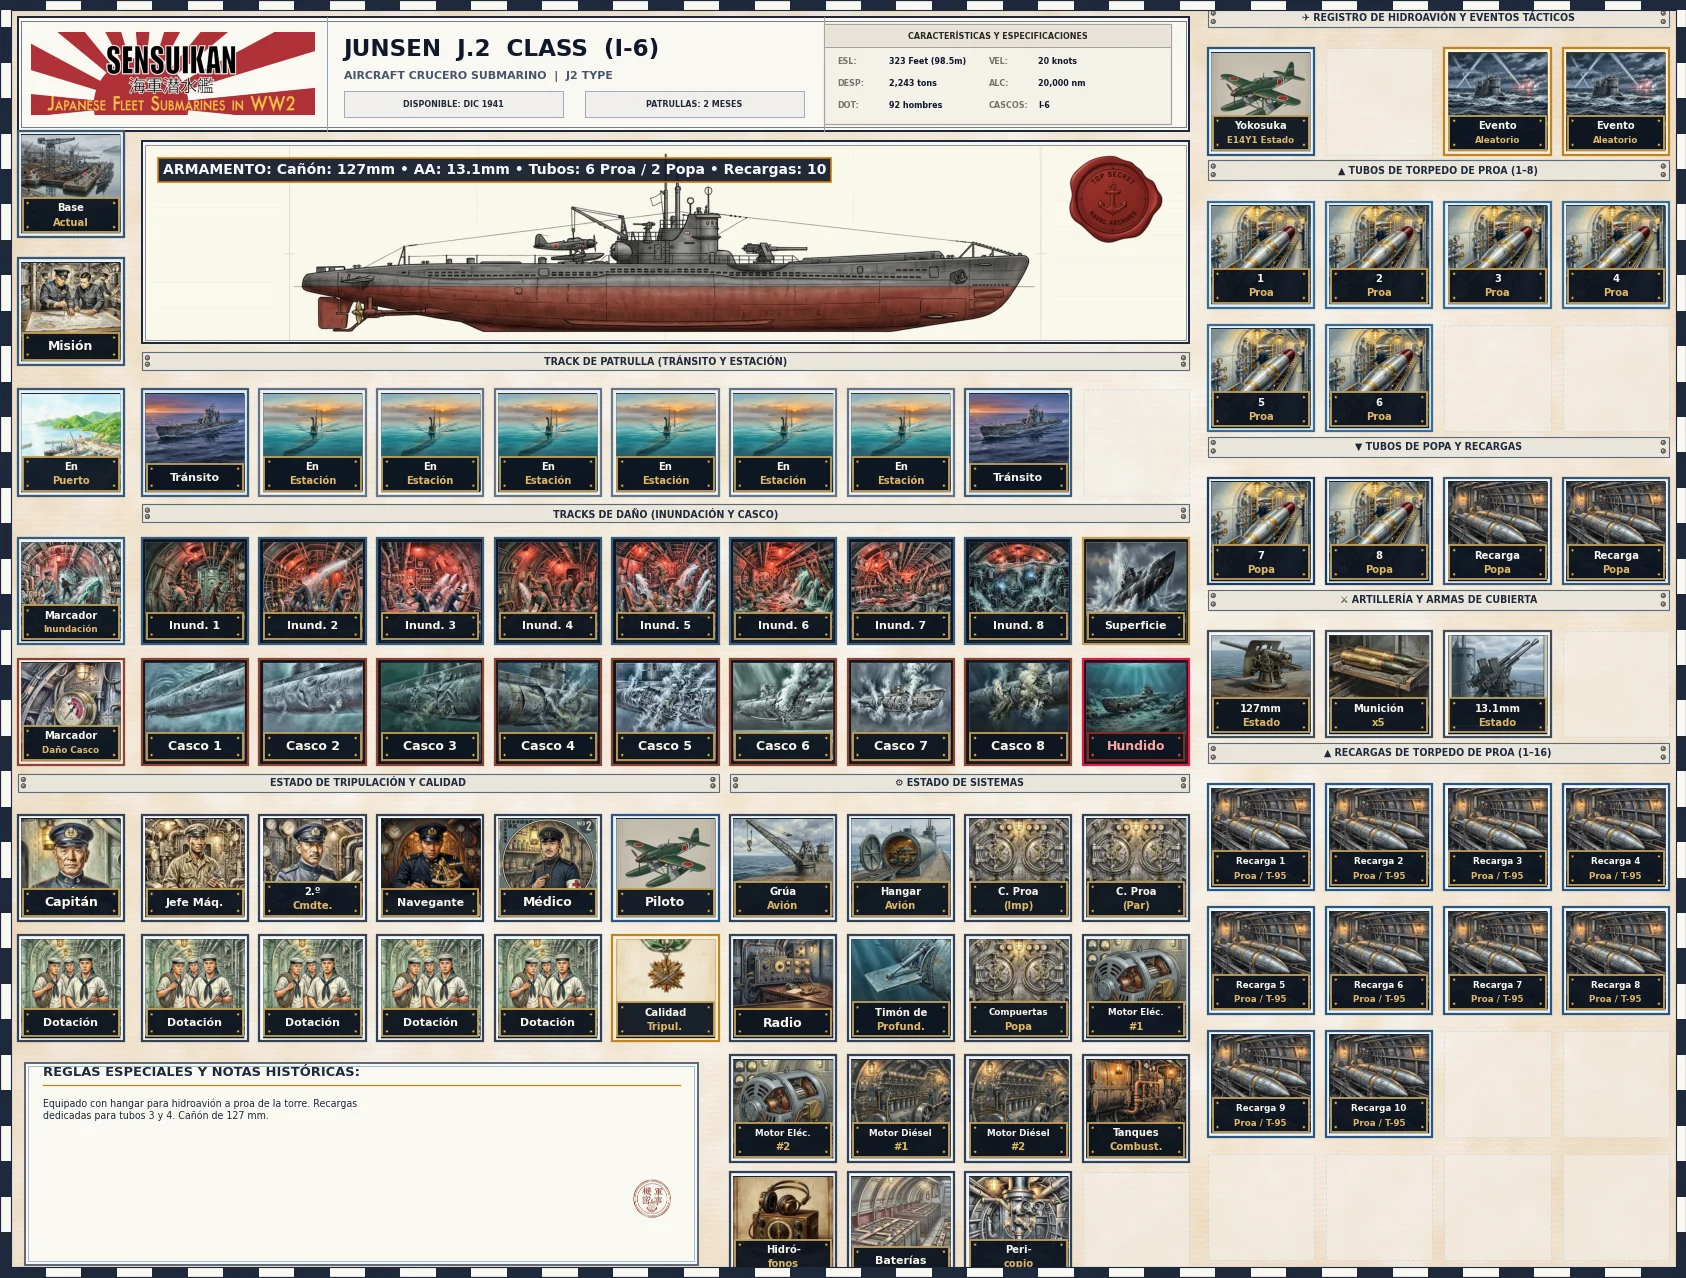 SENSUIKAN
海軍潜水艦
JAPANESE FLEET SUBMARINES IN WW2
JUNSEN J.2 CLASS (I-6)
AIRCRAFT CRUCERO SUBMARINO | J2 TYPE
DISPONIBLE: DIC 1941
PATRULLAS: 2 MESES
CARACTERÍSTICAS Y ESPECIFICACIONES
ESL: 323 Feet (98.5m) VEL: 20 knots
DESP: 2,243 tons ALC: 20,000 nm
DOT: 92 hombres CASCOS: I-6
Base
Actual
Misión
ARMAMENTO: Cañón: 127mm • AA: 13.1mm • Tubos: 6 Proa / 2 Popa • Recargas: 10
TOP SECRET
NAVAL ARCHIVES
TRACK DE PATRULLA (TRÁNSITO Y ESTACIÓN)
En
Puerto
Tránsito
En
Estación
En
Estación
En
Estación
En
Estación
En
Estación
En
Estación
Tránsito
TRACKS DE DAÑO (INUNDACIÓN Y CASCO)
Marcador
Inundación
Inund. 1
Inund. 2
Inund. 3
Inund. 4
Inund. 5
Inund. 6
Inund. 7
Inund. 8
Superficie
Marcador
Daño Casco
Casco 1
Casco 2
Casco 3
Casco 4
Casco 5
Casco 6
Casco 7
Casco 8
Hundido
ESTADO DE TRIPULACIÓN Y CALIDAD
Capitán
Jefe Máq.
2.º
Cmdte.
Navegante
Médico
Piloto
Dotación
Dotación
Dotación
Dotación
Dotación
Calidad
Tripul.
⚙ ESTADO DE SISTEMAS
Grúa
Avión
Hangar
Avión
C. Proa
(Imp)
C. Proa
(Par)
Radio
Timón de
Profund.
Compuertas
Popa
Motor Eléc.
#1
Motor Eléc.
#2
Motor Diésel
#1
Motor Diésel
#2
Tanques
Combust.
Hidró-
fonos
Baterías
Peri-
copio
REGLAS ESPECIALES Y NOTAS HISTÓRICAS:
Equipado con hangar para hidroavión a proa de la torre. Recargas
dedicadas para tubos 3 y 4. Cañón de 127 mm.
✈ REGISTRO DE HIDROAVIÓN Y EVENTOS TÁCTICOS
Yokosuka
E14Y1 Estado
Evento
Aleatorio
Evento
Aleatorio
▲ TUBOS DE TORPEDO DE PROA (1–8)
1
Proa
2
Proa
3
Proa
4
Proa
5
Proa
6
Proa
▼ TUBOS DE POPA Y RECARGAS
7
Popa
8
Popa
Recarga
Popa
Recarga
Popa
⚔ ARTILLERÍA Y ARMAS DE CUBIERTA
127mm
Estado
Munición
x5
13.1mm
Estado
▲ RECARGAS DE TORPEDO DE PROA (1–16)
Recarga 1
Proa / T-95
Recarga 2
Proa / T-95
Recarga 3
Proa / T-95
Recarga 4
Proa / T-95
Recarga 5
Proa / T-95
Recarga 6
Proa / T-95
Recarga 7
Proa / T-95
Recarga 8
Proa / T-95
Recarga 9
Proa / T-95
Recarga 10
Proa / T-95